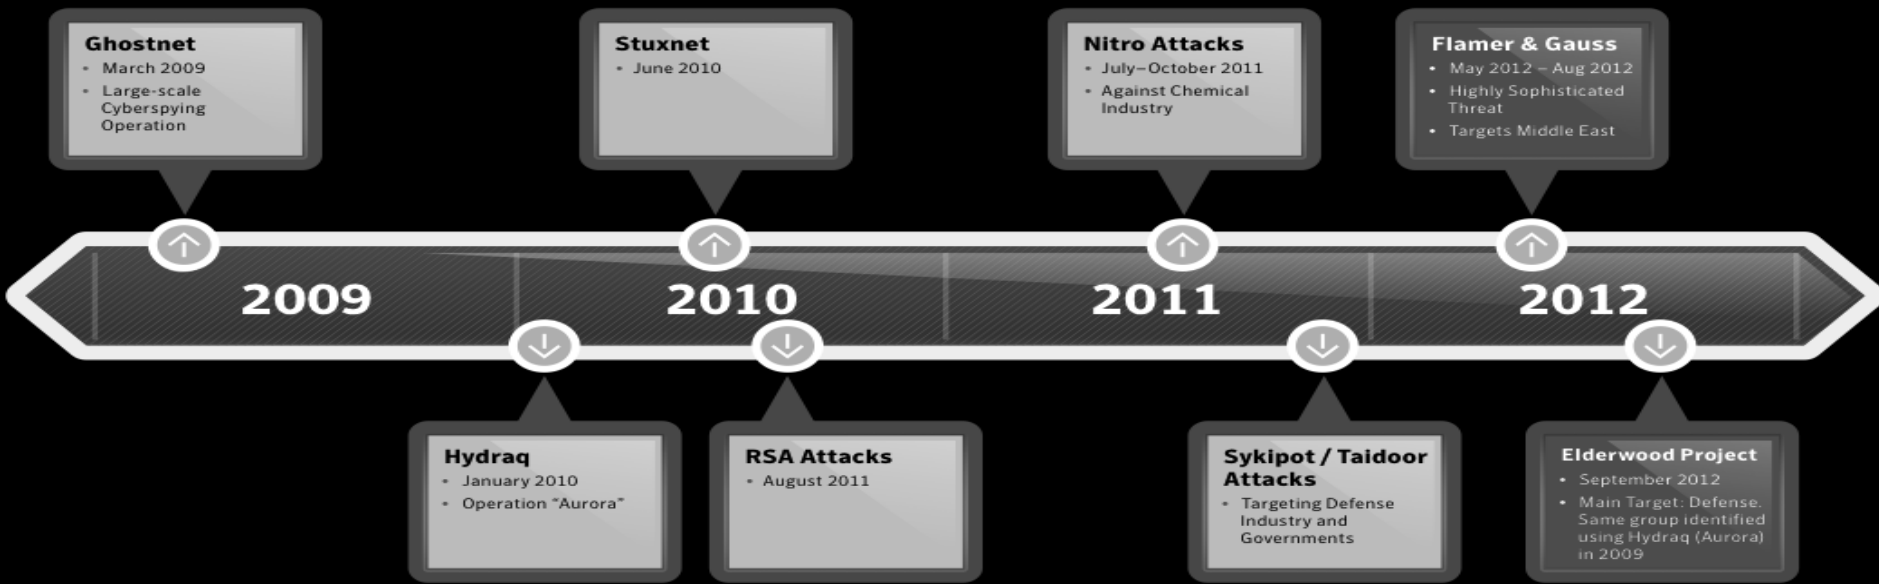 Ghostnet
• March 2009
• Large-scale
Cyberspying
Operation
Stuxnet
• June 2010
Nitro Attacks
• July–October 2011
• Against Chemical
Industry
Flamer & Gauss
• May 2012 – Aug 2012
• Highly Sophisticated
Threat
• Targets Middle East
2009
2010
2011
2012
Hydraq
• January 2010
• Operation “Aurora”
RSA Attacks
• August 2011
Sykipot / Taidoor
Attacks
• Targeting Defense
Industry and
Governments
Elderwood Project
• September 2012
• Main Target: Defense.
Same group identified
using Hydraq (Aurora)
in 2009